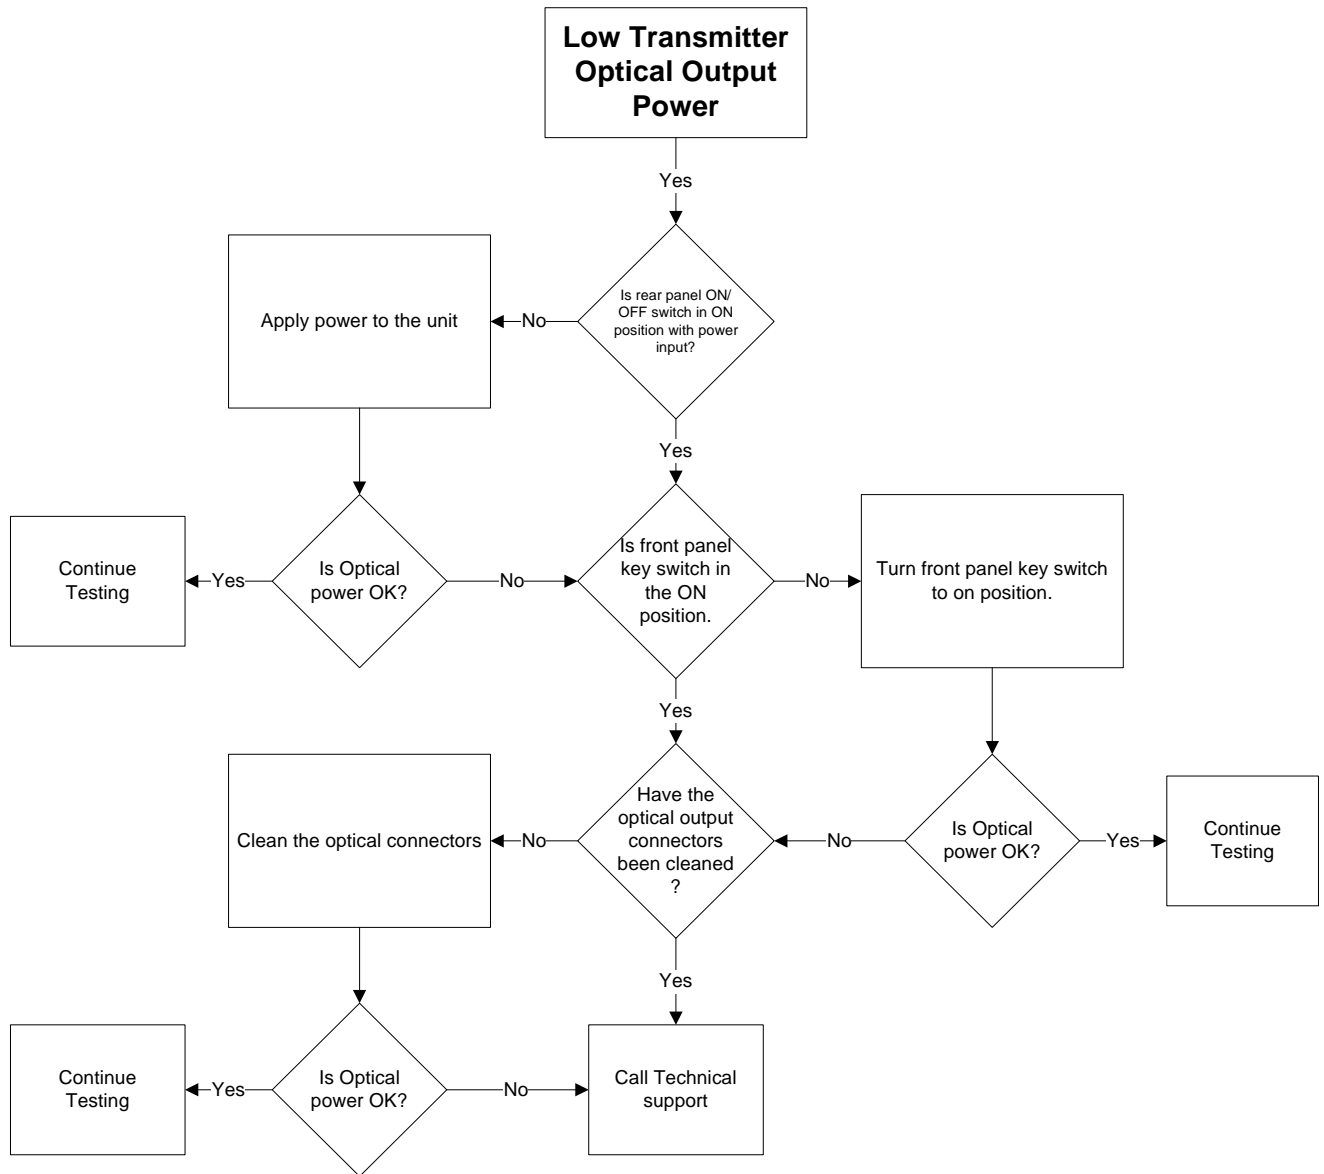 Low Transmitter
Optical Output
Power
Yes
Is rear panel ON/
OFF switch in ON
position with power
input?
No
Apply power to the unit
Yes
Continue
Testing
Yes
Is Optical
power OK?
No
Is front panel
key switch in
the ON
position.
No
Turn front panel key switch
to on position.
Yes
Clean the optical connectors
No
Have the
optical output
connectors
been cleaned
?
No
Is Optical
power OK?
Yes
Continue
Testing
Yes
Continue
Testing
Yes
Is Optical
power OK?
No
Call Technical
support